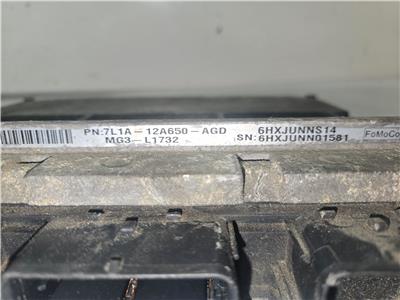 PN:7L1A-12A650-AGD 6HXJUNNS14
MG3-L1732 SN:6HXJUNN01581 FoMoCo